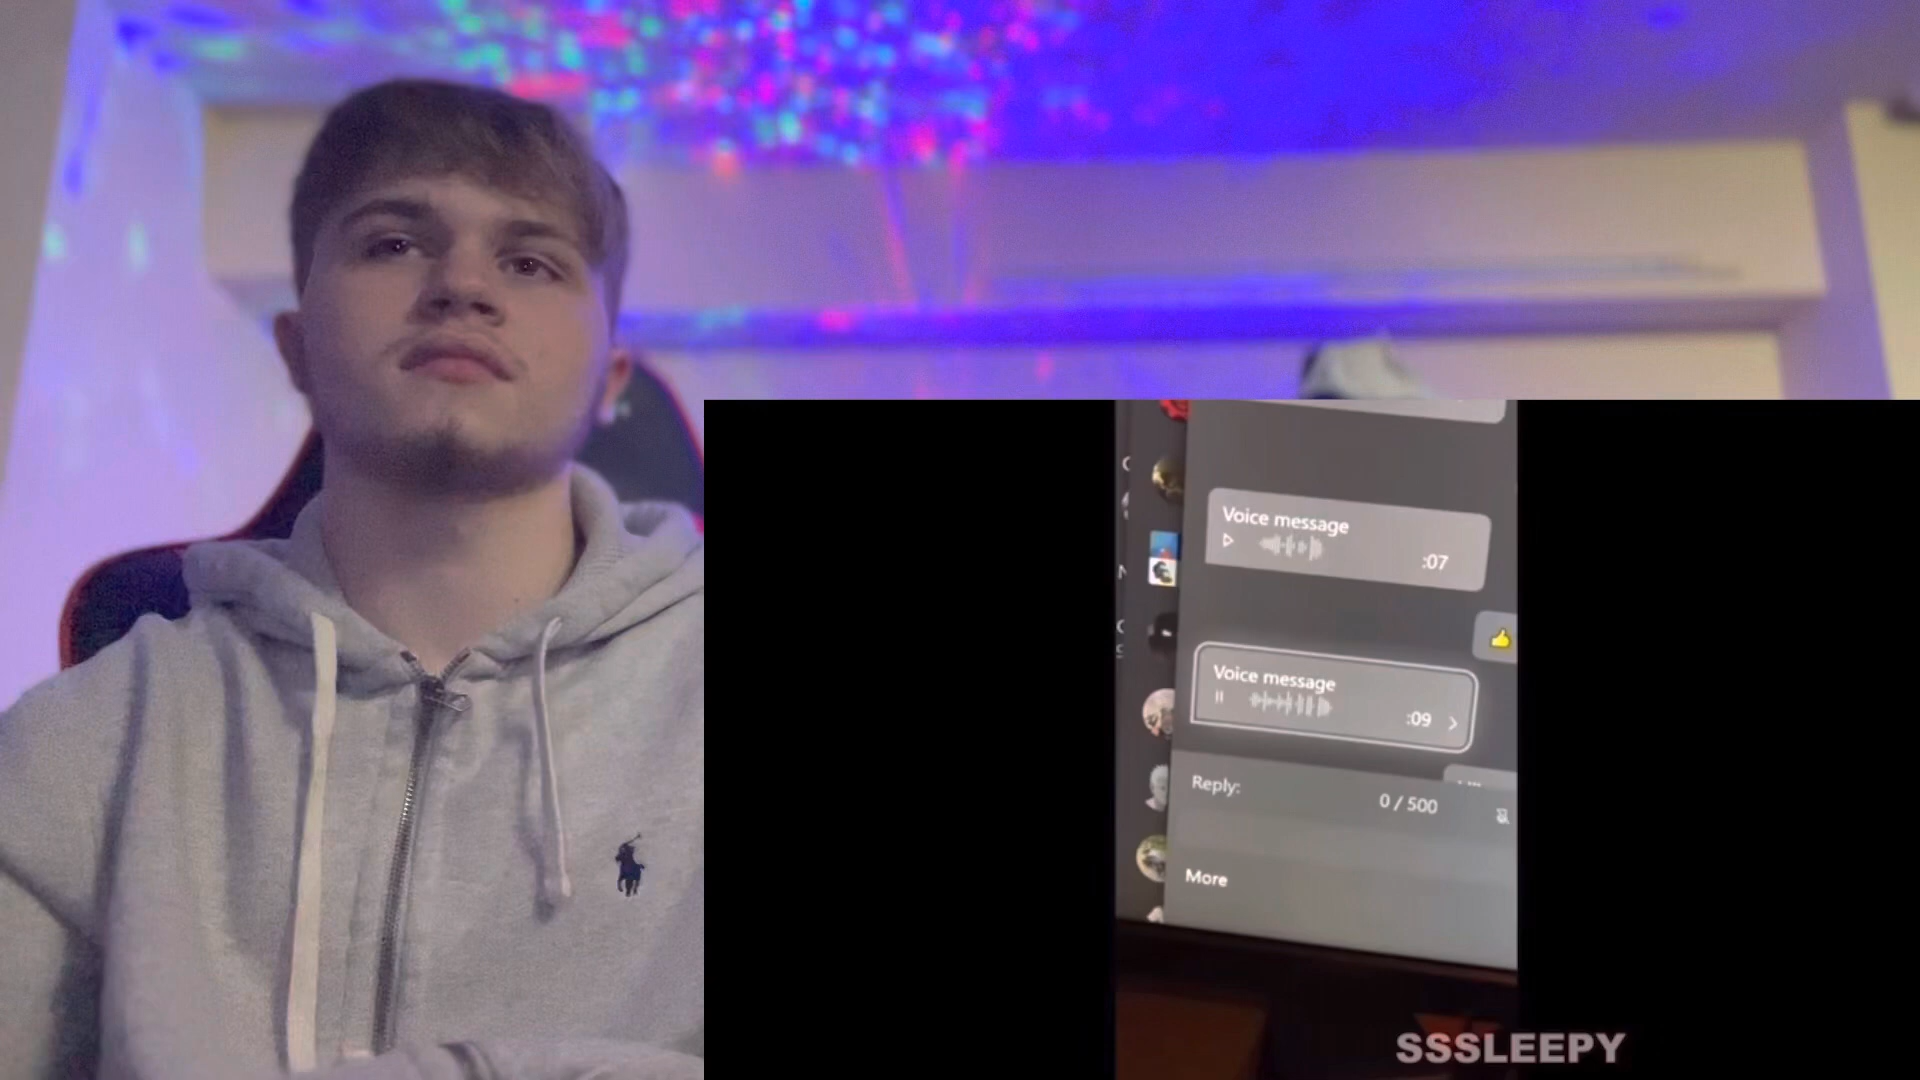 Voice message
:07
Voice message
:09
Reply:
0 / 500
More
SSSLEEPY